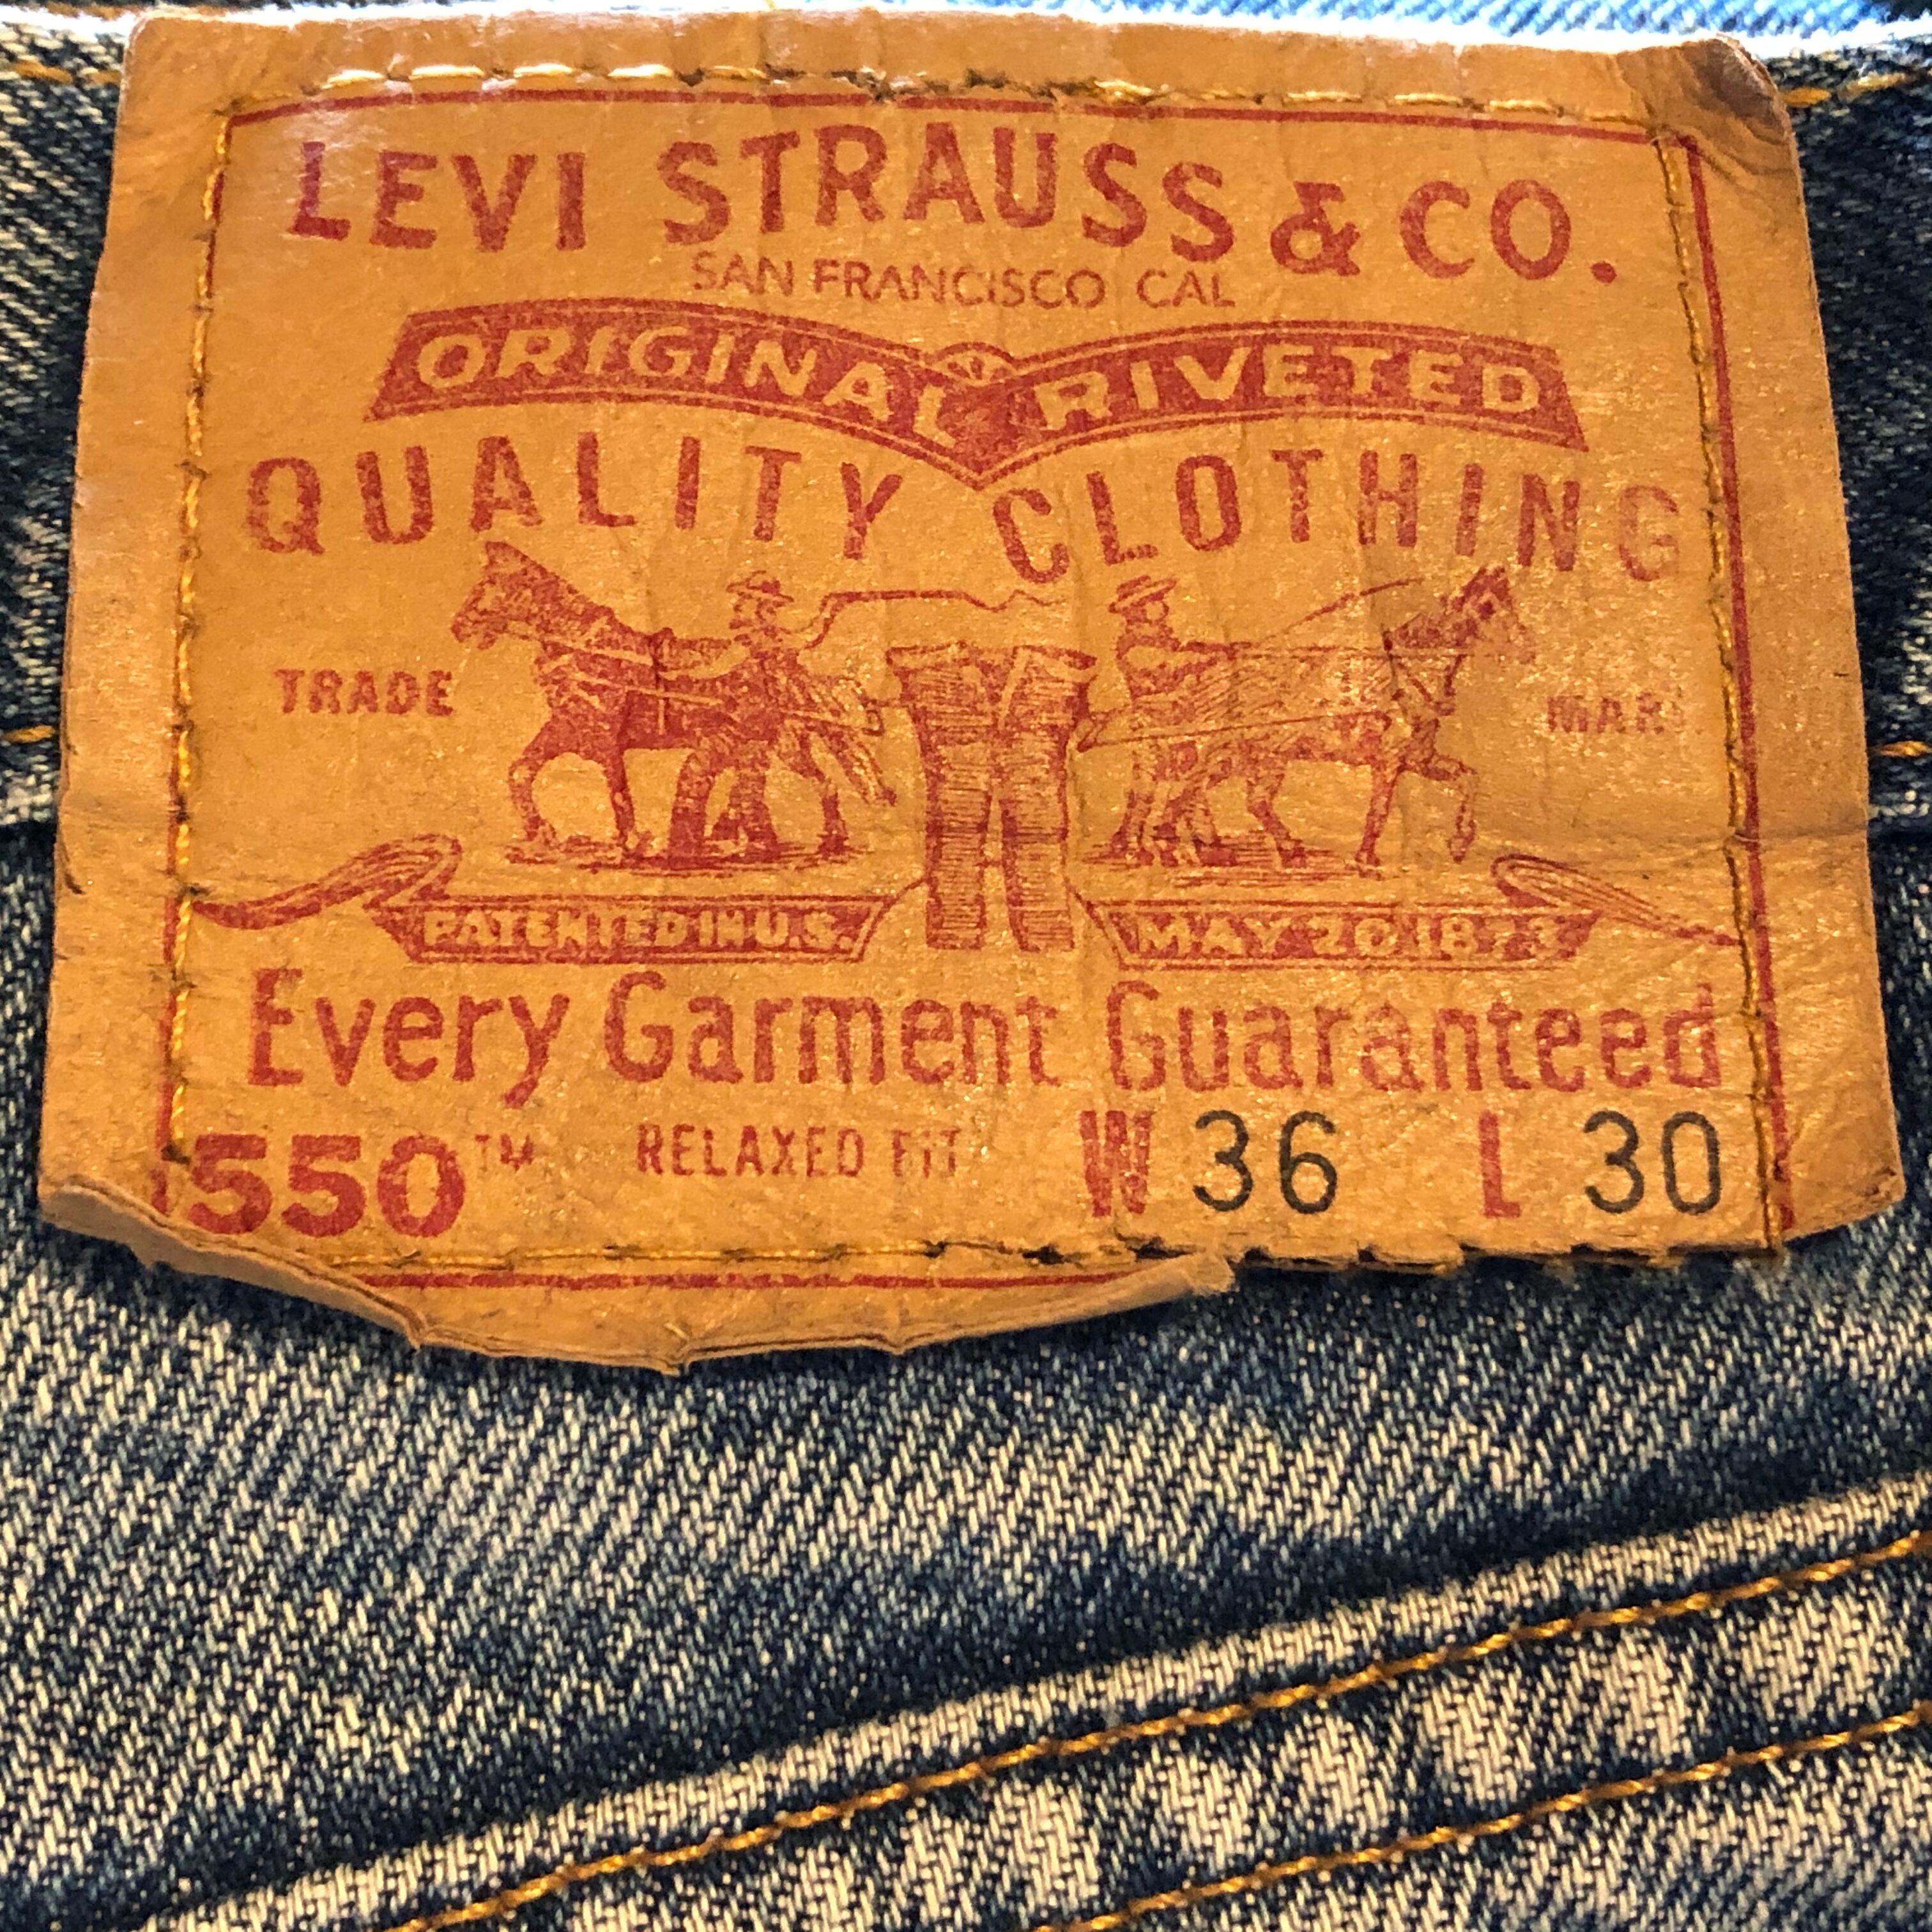 LEVI STRAUSS & CO.
SAN FRANCISCO CAL
ORIGINAL RIVETED
QUALITY CLOTHING
TRADE MARK
PATENTED IN U.S. MAY 20 1873
Every Garment Guaranteed
550™ RELAXED FIT W 36 L 30